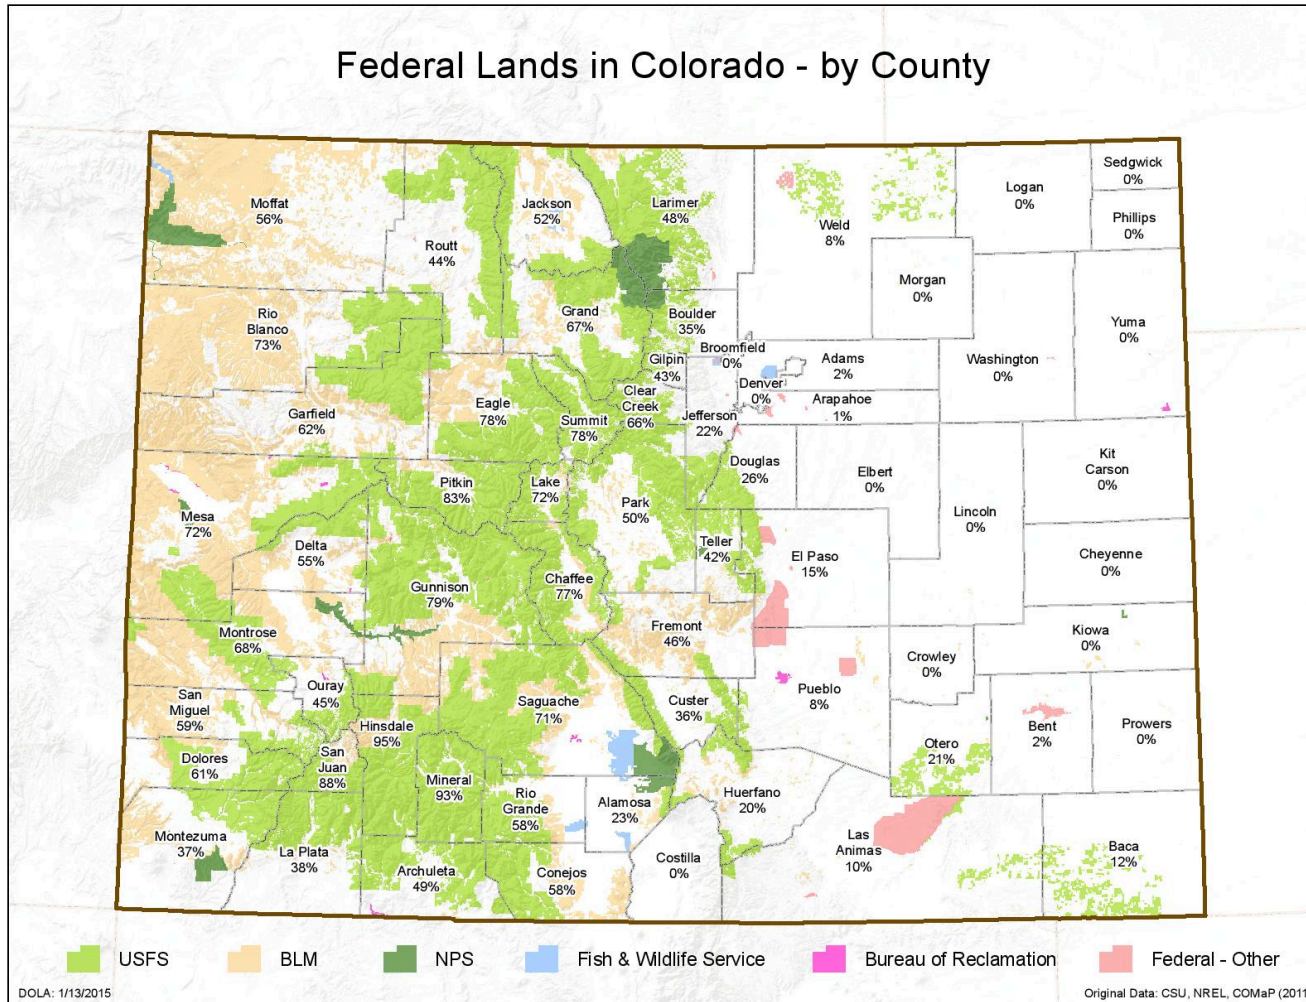 Federal Lands in Colorado - by County
Sedgwick
0%
Logan
0%
Phillips
0%
Moffat
56%
Jackson
52%
Larimer
48%
Weld
8%
Routt
44%
Morgan
0%
Rio
Blanco
73%
Grand
67%
Boulder
35%
Yuma
0%
Broomfield
0%
Gilpin
43%
Adams
2%
Washington
0%
Denver
0%
Arapahoe
1%
Garfield
62%
Eagle
78%
Summit
78%
Clear
Creek
66%
Jefferson
22%
Douglas
26%
Elbert
0%
Kit
Carson
0%
Pitkin
83%
Lake
72%
Park
50%
Lincoln
0%
Mesa
72%
Delta
55%
Teller
42%
El Paso
15%
Cheyenne
0%
Gunnison
79%
Chaffee
77%
Montrose
68%
Fremont
46%
Kiowa
0%
Crowley
0%
Ouray
45%
San
Miguel
59%
Saguache
71%
Custer
36%
Pueblo
8%
Hinsdale
95%
Bent
2%
Prowers
0%
Dolores
61%
San
Juan
88%
Otero
21%
Mineral
93%
Rio
Grande
58%
Alamosa
23%
Huerfano
20%
Montezuma
37%
La Plata
38%
Archuleta
49%
Conejos
58%
Costilla
0%
Las
Animas
10%
Baca
12%
USFS
BLM
NPS
Fish & Wildlife Service
Bureau of Reclamation
Federal - Other
DOLA: 1/13/2015
Original Data: CSU, NREL, COMaP (2011